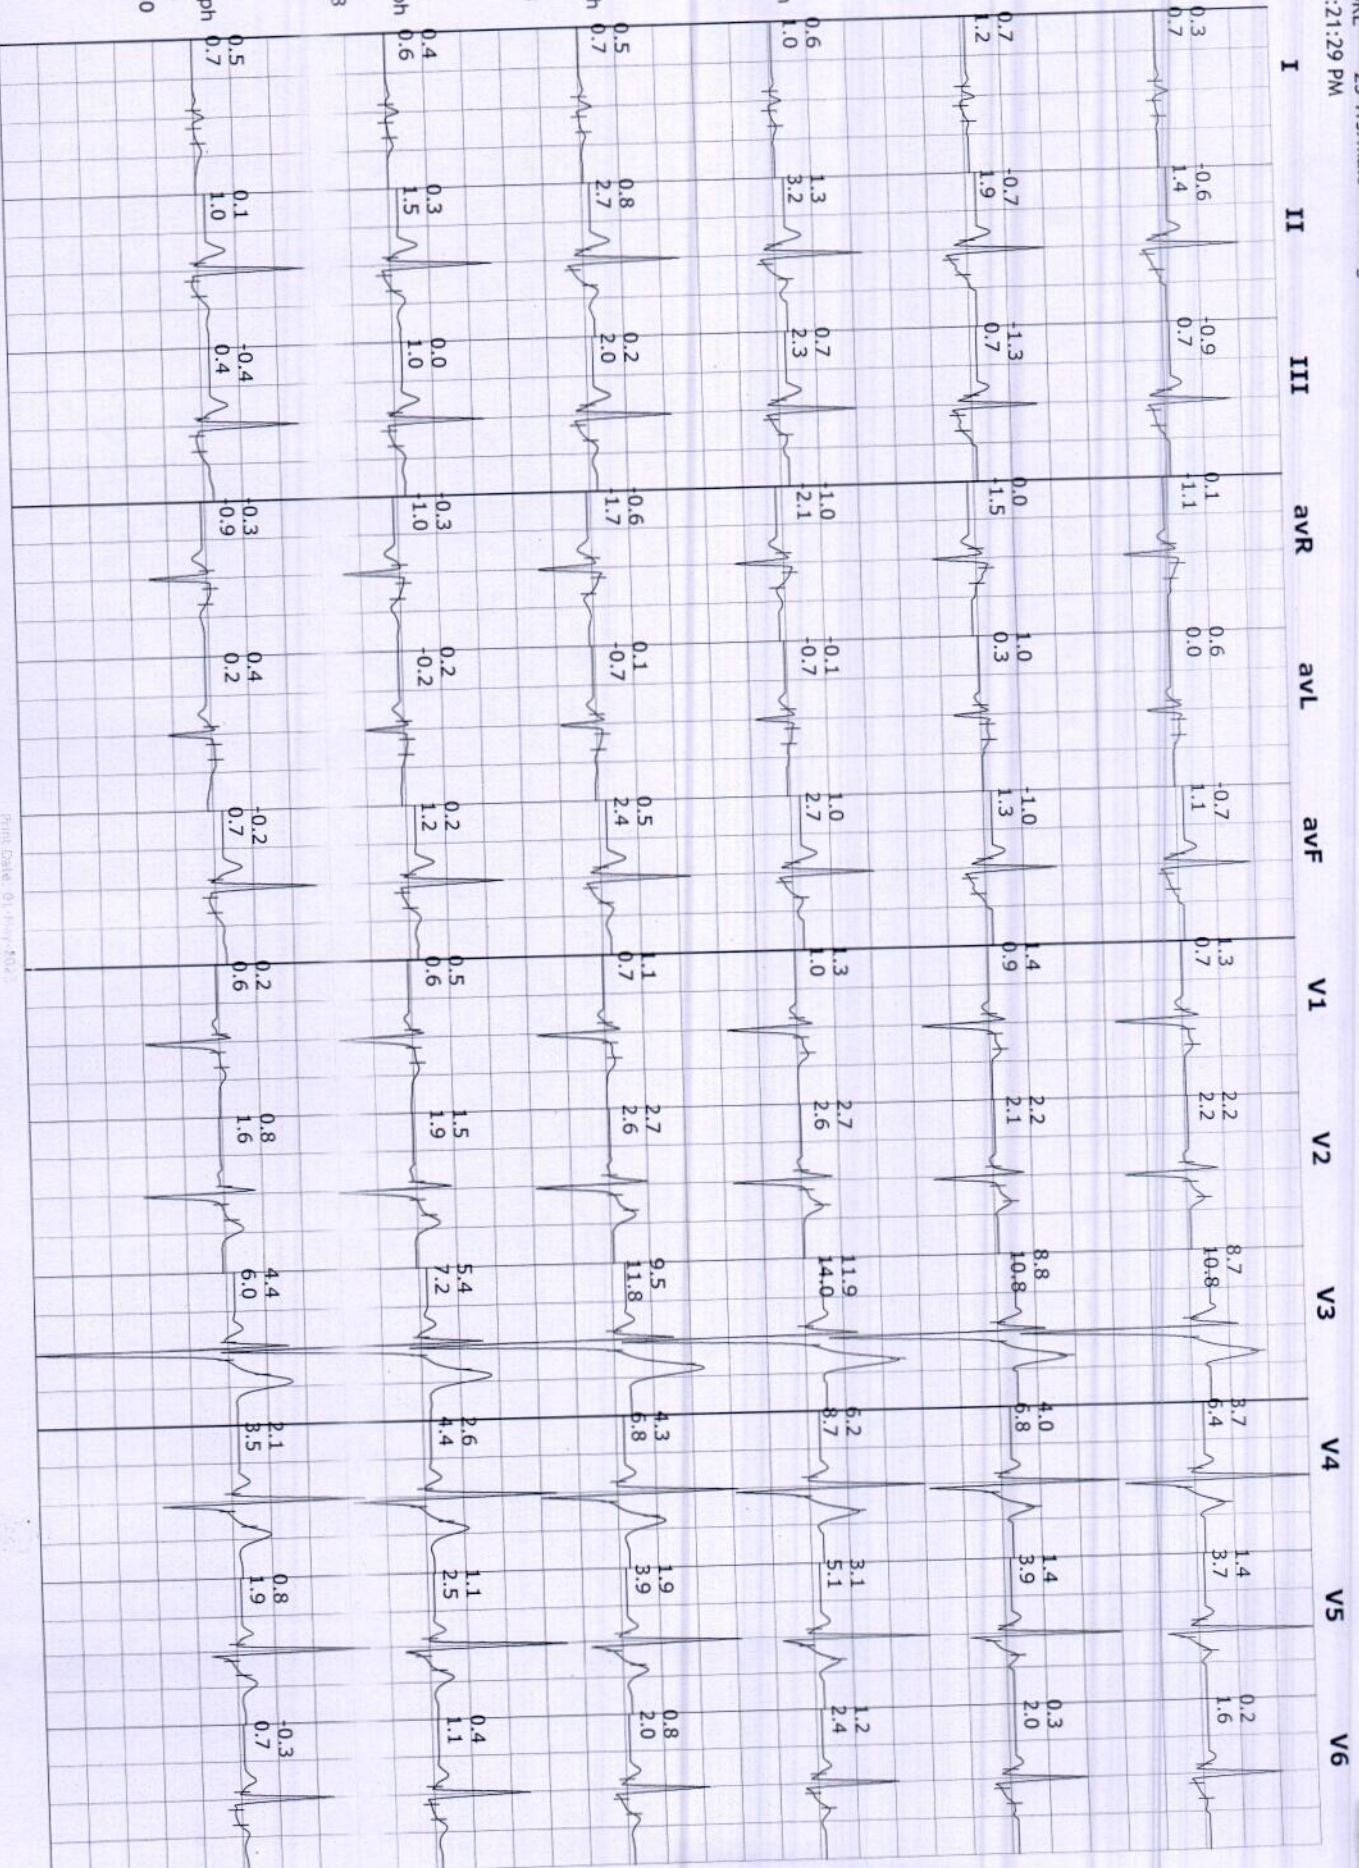 :21:29 PM
I II III avR avL avF V1 V2 V3 V4 V5 V6
0.3 -0.6 -0.9 0.1 0.6 -0.7 1.3 2.2 8.7 3.7 1.4 0.2
0.7 1.4 0.7 -1.1 0.0 1.1 0.7 2.2 10.8 6.4 3.7 1.6
0.7 -0.7 -1.3 0.0 1.0 -1.0 1.4 2.2 8.8 4.0 1.4 0.3
1.2 1.9 0.7 -1.5 0.3 1.3 0.9 2.1 10.8 6.8 3.9 2.0
0.6 1.3 0.7 -1.0 -0.1 1.0 1.3 2.7 11.9 6.2 3.1 1.2
1.0 3.2 2.3 -2.1 -0.7 2.7 1.0 2.6 14.0 8.7 5.1 2.4
0.5 0.8 0.2 -0.6 0.1 0.5 1.1 2.7 9.5 4.3 1.9 0.8
h 0.7 2.7 2.0 -1.7 -0.7 2.4 0.7 2.6 11.8 6.8 3.9 2.0
0.4 0.3 0.0 -0.3 0.2 0.2 0.5 1.5 5.4 2.6 1.1 0.4
ph 0.6 1.5 1.0 -1.0 -0.2 1.2 0.6 1.9 7.2 4.4 2.5 1.1
0.5 0.1 -0.4 -0.3 0.4 -0.2 0.2 0.8 4.4 2.1 0.8 -0.3
ph 0.7 1.0 0.4 -0.9 0.2 0.7 0.6 1.6 6.0 3.5 1.9 0.7
0
Print Date: 01-May-2023